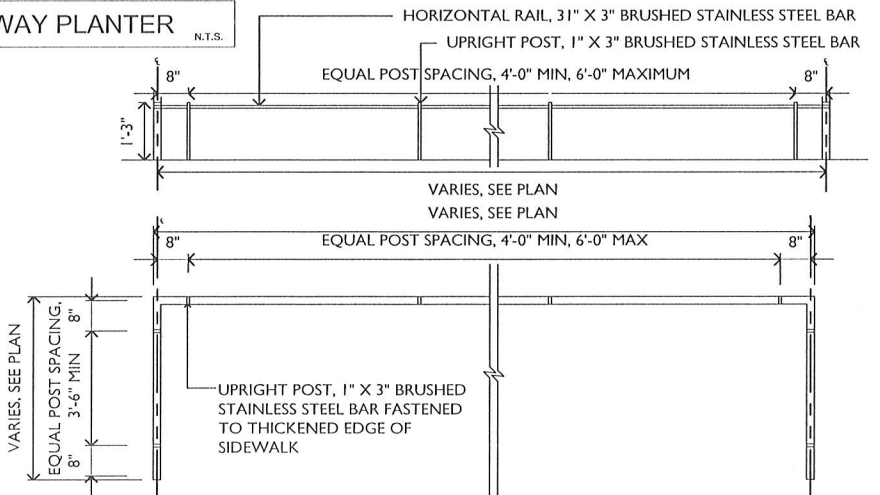 WAY PLANTER
N.T.S.
HORIZONTAL RAIL, 31" X 3" BRUSHED STAINLESS STEEL BAR
UPRIGHT POST, 1" X 3" BRUSHED STAINLESS STEEL BAR
8"
EQUAL POST SPACING, 4'-0" MIN, 6'-0" MAXIMUM
8"
1'-3"
VARIES, SEE PLAN
VARIES, SEE PLAN
8"
EQUAL POST SPACING, 4'-0" MIN, 6'-0" MAX
8"
VARIES, SEE PLAN
EQUAL POST SPACING,
3'-6" MIN
8"
8"
UPRIGHT POST, 1" X 3" BRUSHED
STAINLESS STEEL BAR FASTENED
TO THICKENED EDGE OF
SIDEWALK